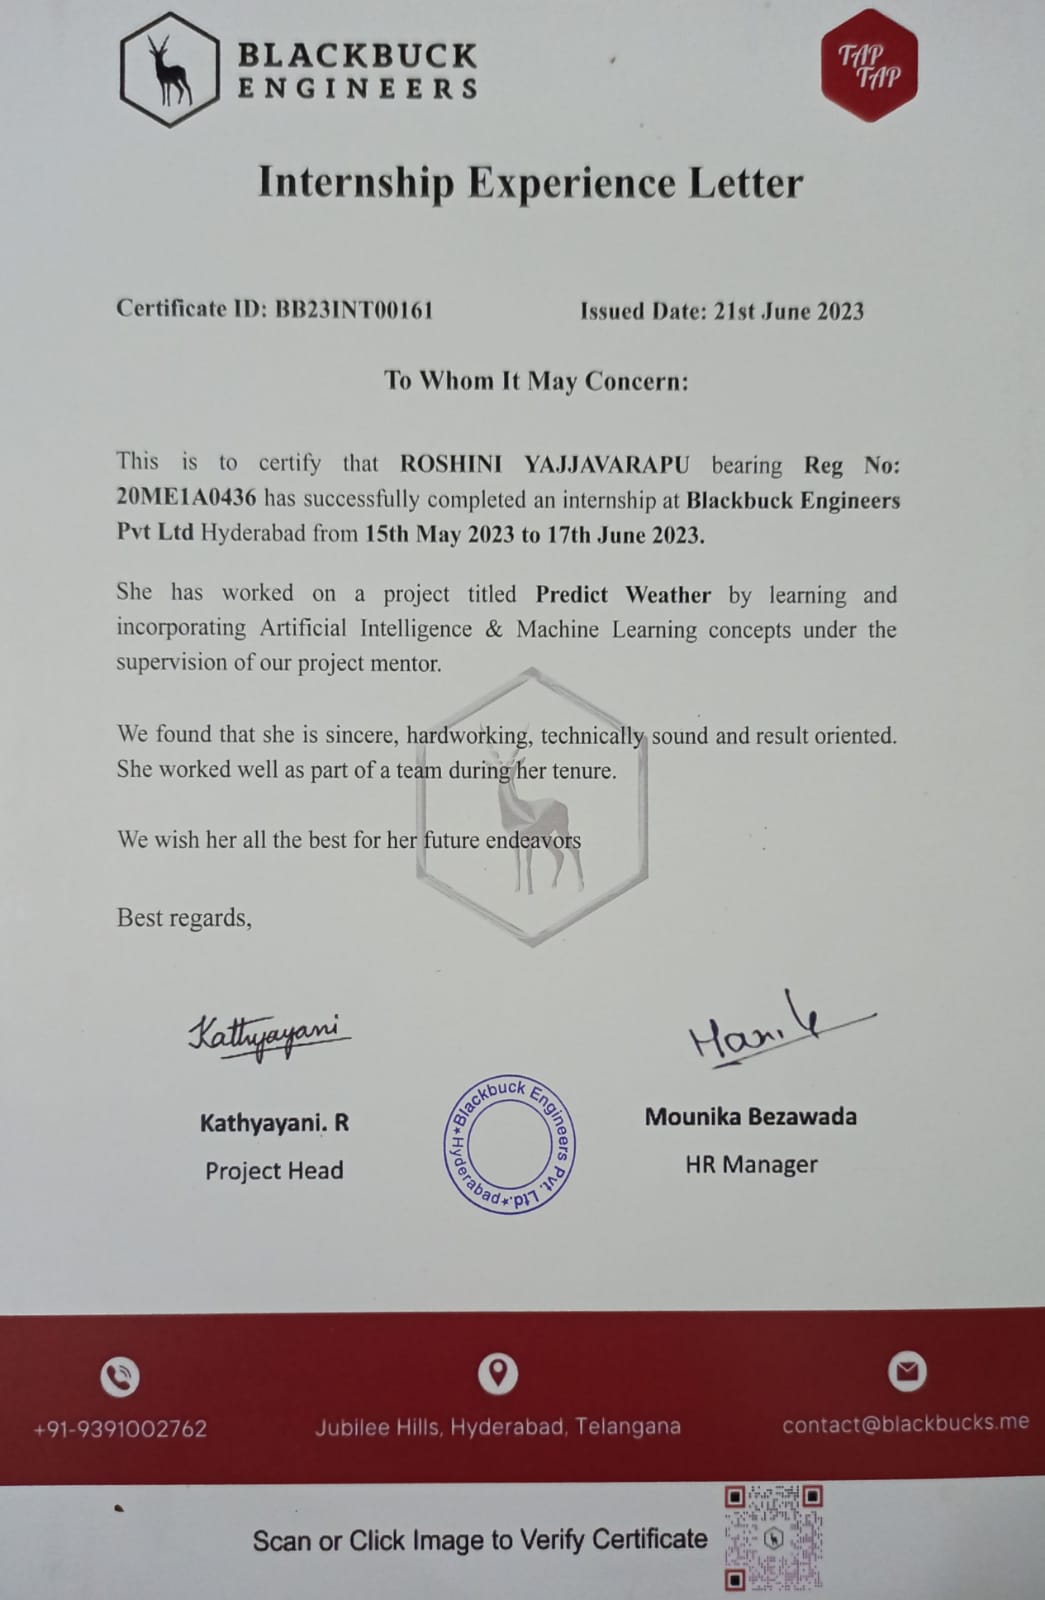 BLACKBUCK
ENGINEERS
TAP
TAP
Internship Experience Letter
Certificate ID: BB23INT00161 Issued Date: 21st June 2023
To Whom It May Concern:
This is to certify that ROSHINI YAJJAVARAPU bearing Reg No:
20ME1A0436 has successfully completed an internship at Blackbuck Engineers
Pvt Ltd Hyderabad from 15th May 2023 to 17th June 2023.
She has worked on a project titled Predict Weather by learning and
incorporating Artificial Intelligence & Machine Learning concepts under the
supervision of our project mentor.
We found that she is sincere, hardworking, technically sound and result oriented.
She worked well as part of a team during her tenure.
We wish her all the best for her future endeavors
Best regards,
Kathyayani
Kathyayani. R
Project Head
Blackbuck Engineers Pvt. Ltd.*Hyderabad*
Mounika Bezawada
HR Manager
+91-9391002762
Jubilee Hills, Hyderabad, Telangana
contact@blackbucks.me
Scan or Click Image to Verify Certificate